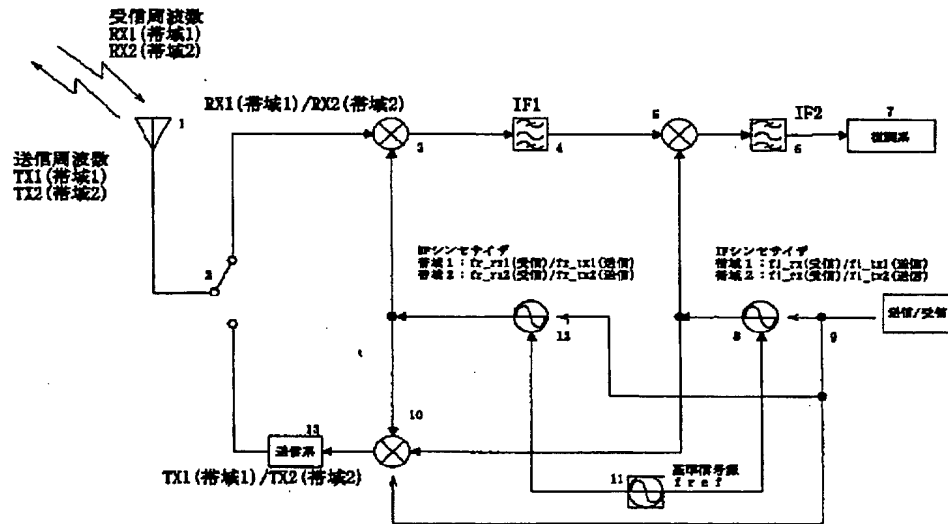 受信周波数
RX1(帯域1)
RX2(帯域2)
RX1(帯域1)/RX2(帯域2)
1
送信周波数
TX1(帯域1)
TX2(帯域2)
2
3
IF1
4
5
IF2
6
7
復調系
RFシンセサイザ
帯域1:fr_rx1(受信)/fr_tx1(送信)
帯域2:fr_rx2(受信)/fr_tx2(送信)
IFシンセサイザ
帯域1:fi_rx(受信)/fi_tx1(送信)
帯域2:fi_rx(受信)/fi_tx2(送信)
12
8
9
送信/受信
10
13
送信系
TX1(帯域1)/TX2(帯域2)
11
基準信号源
fref